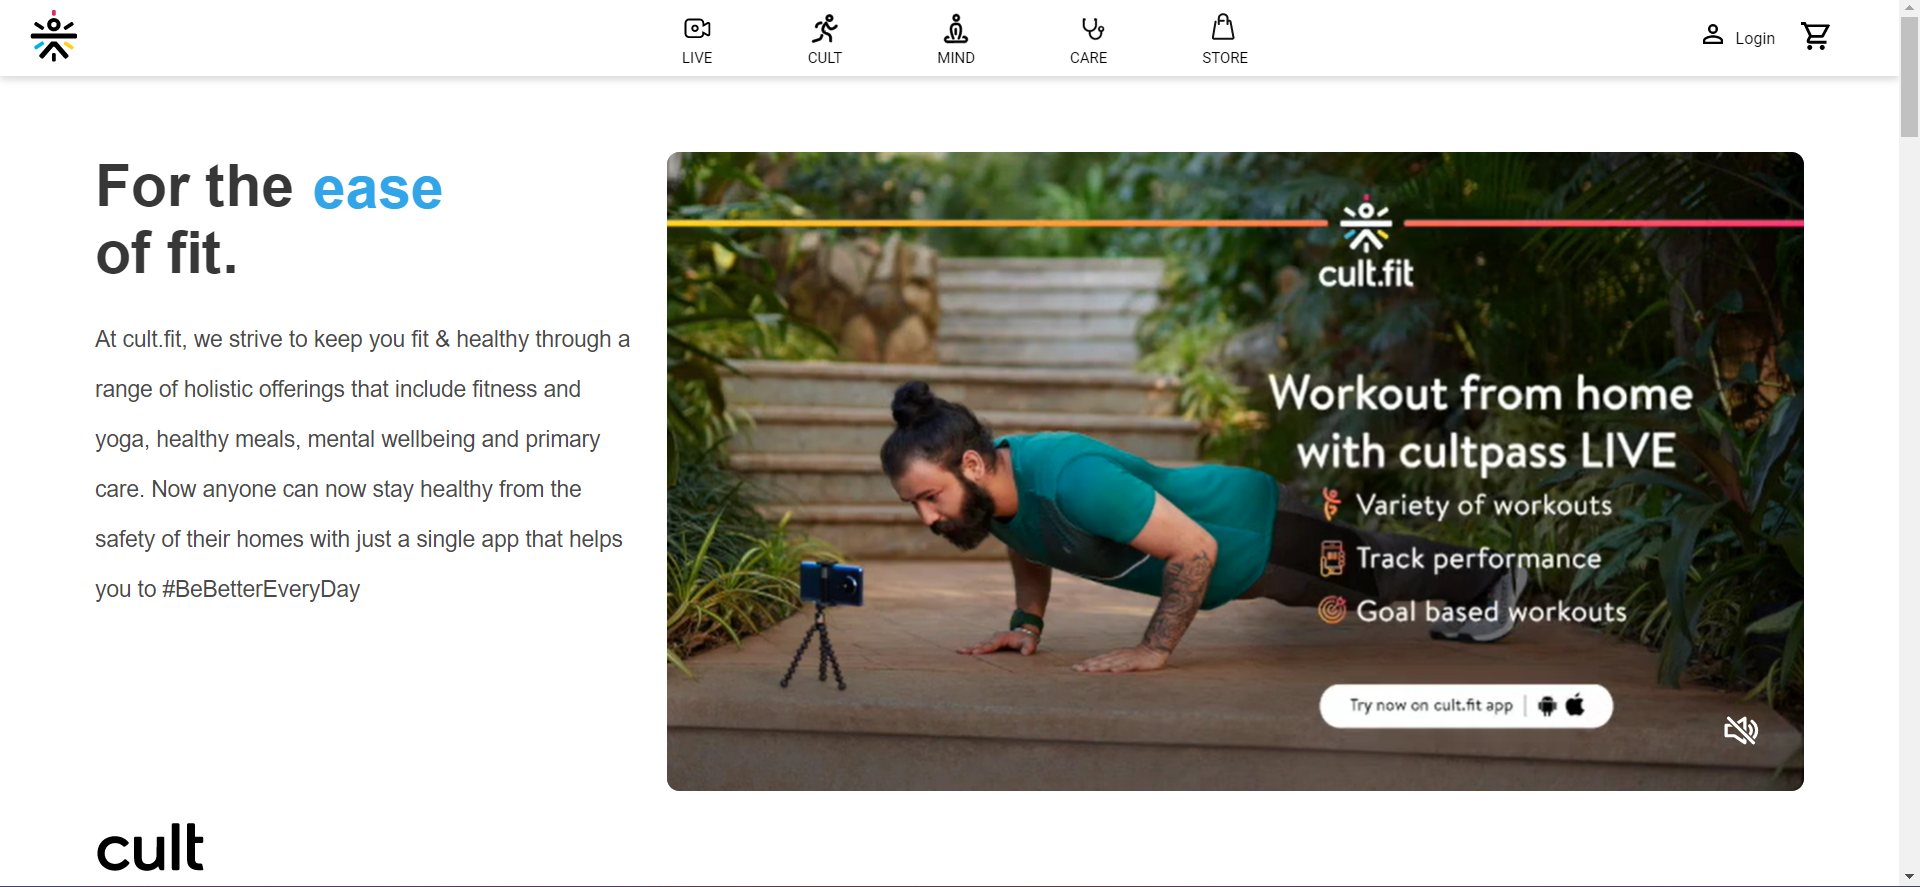 LIVE
CULT
MIND
CARE
STORE
Login
For the ease
of fit.
At cult.fit, we strive to keep you fit & healthy through a
range of holistic offerings that include fitness and
yoga, healthy meals, mental wellbeing and primary
care. Now anyone can now stay healthy from the
safety of their homes with just a single app that helps
you to #BeBetterEveryDay
cult.fit
Workout from home
with cultpass LIVE
Variety of workouts
Track performance
Goal based workouts
Try now on cult.fit app
cult